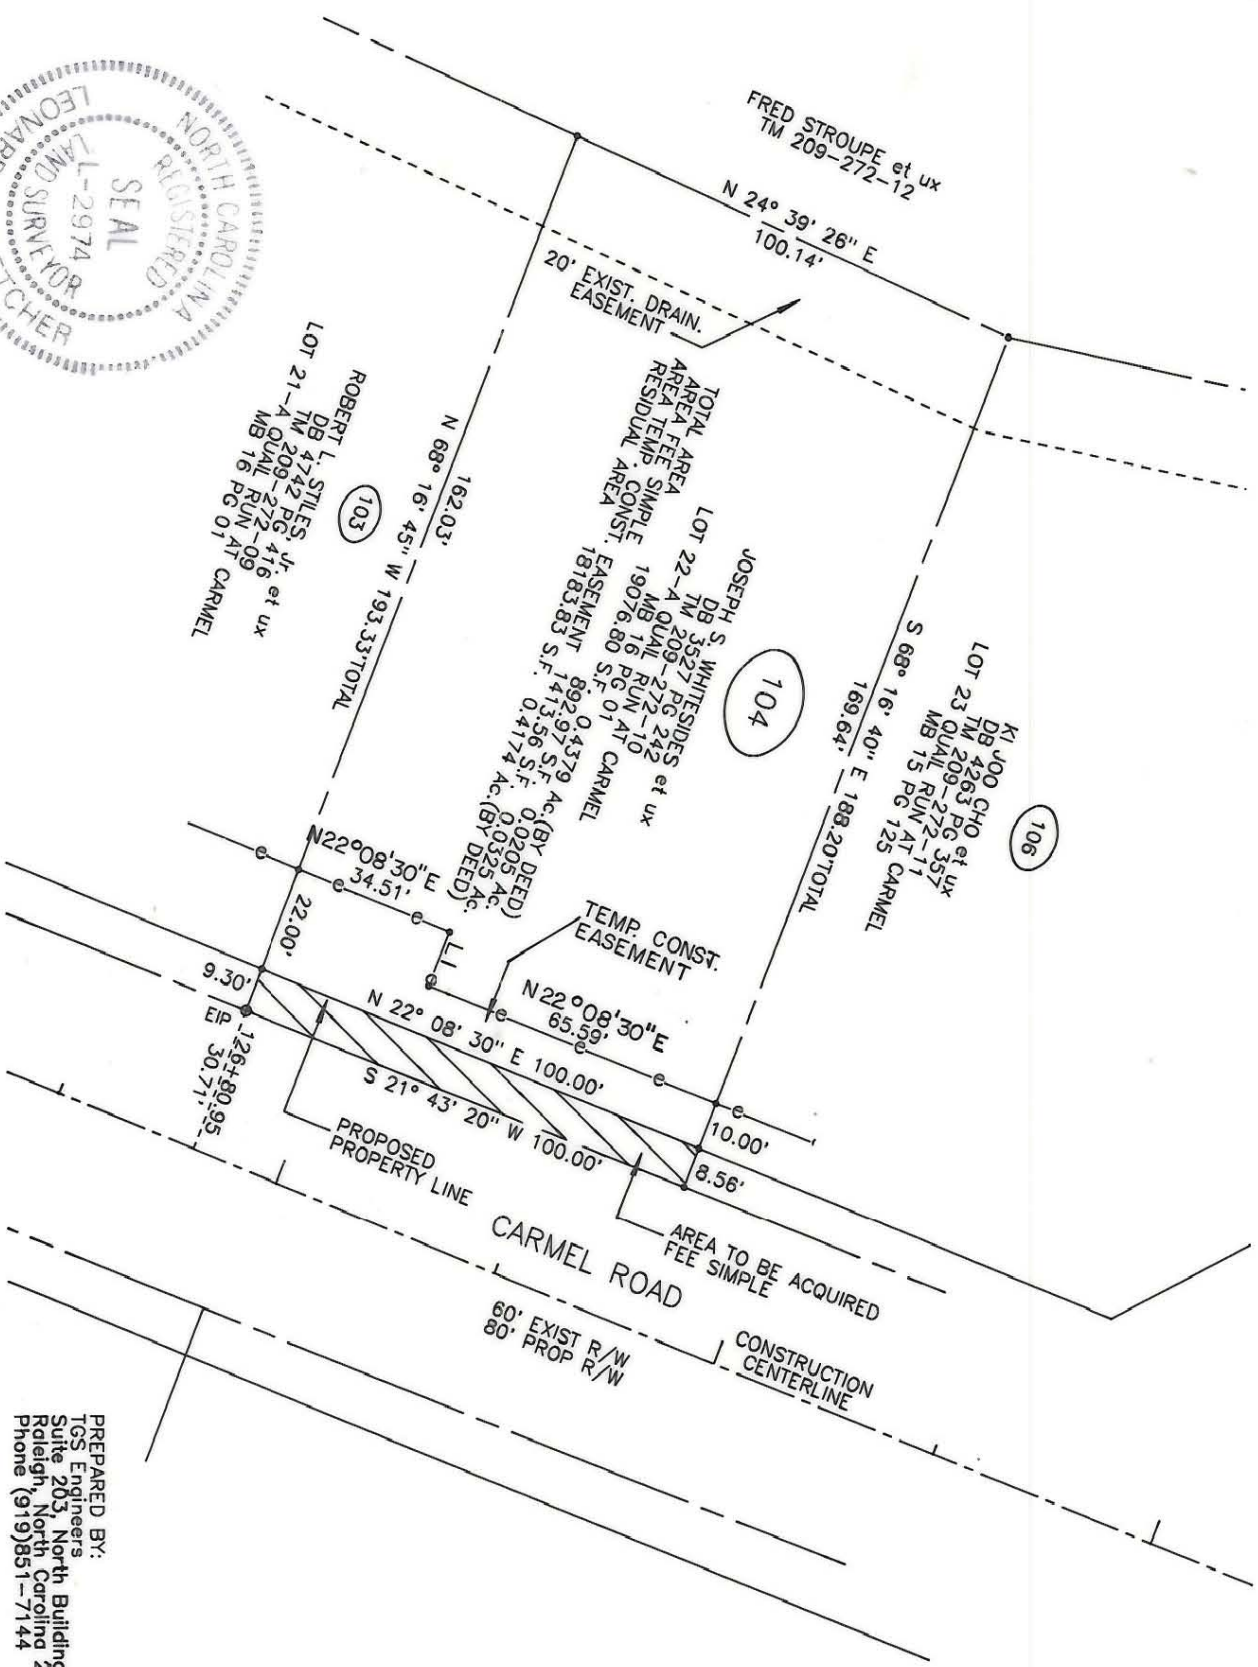 FRED STROUPE et ux
TM 209-272-12
N 24° 39' 26" E
100.14'
20' EXIST. DRAIN.
EASEMENT
NORTH CAROLINA
REGISTERED
SEAL
L-2974
LAND SURVEYOR
103
ROBERT L. STILES, Jr. et ux
DB 4742 PG. 416
TM 209-272-09
LOT 21-A QUAIL RUN AT CARMEL
MB 16 PG 01
162.03'
N 68° 16' 45" W 193.33'TOTAL
104
JOSEPH S. WHITESIDES et ux
DB 3527 PG 242
TM 209-272-10
LOT 22-A QUAIL RUN AT CARMEL
MB 16 PG 01
TOTAL AREA 19076.80 S.F. 0.4379 Ac.(BY DEED)
AREA FEE SIMPLE 892.97 S.F. 0.0205 Ac.
AREA TEMP. CONST. EASEMENT 1413.56 S.F. 0.0325 Ac.
RESIDUAL AREA 18183.83 S.F. 0.4174 Ac.(BY DEED)
106
KI JOO CHO et ux
DB 4263 PG 357
TM 209-272-11
LOT 23 QUAIL RUN AT CARMEL
MB 15 PG 125
S 68° 16' 40" E 188.20'TOTAL
169.64'
N22°08'30"E
34.51'
L1
TEMP. CONST.
EASEMENT
N22°08'30"E
65.59'
22.00'
9.30'
N 22° 08' 30" E 100.00'
S 21° 43' 20" W 100.00'
10.00'
8.56'
EIP
126+80.95
30.71'
PROPOSED
PROPERTY LINE
AREA TO BE ACQUIRED
FEE SIMPLE
CARMEL ROAD
60' EXIST R/W
80' PROP R/W
CONSTRUCTION
CENTERLINE
PREPARED BY:
TGS Engineers
Suite 203, North Building
Raleigh, North Carolina 2
Phone (919)851-7144